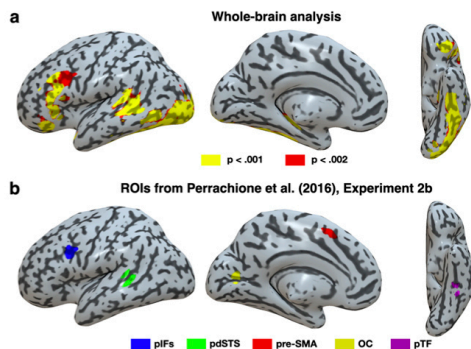 a
Whole-brain analysis
p < .001 p < .002
b
ROIs from Perrachione et al. (2016), Experiment 2b
pIFs pdSTS pre-SMA OC pTF